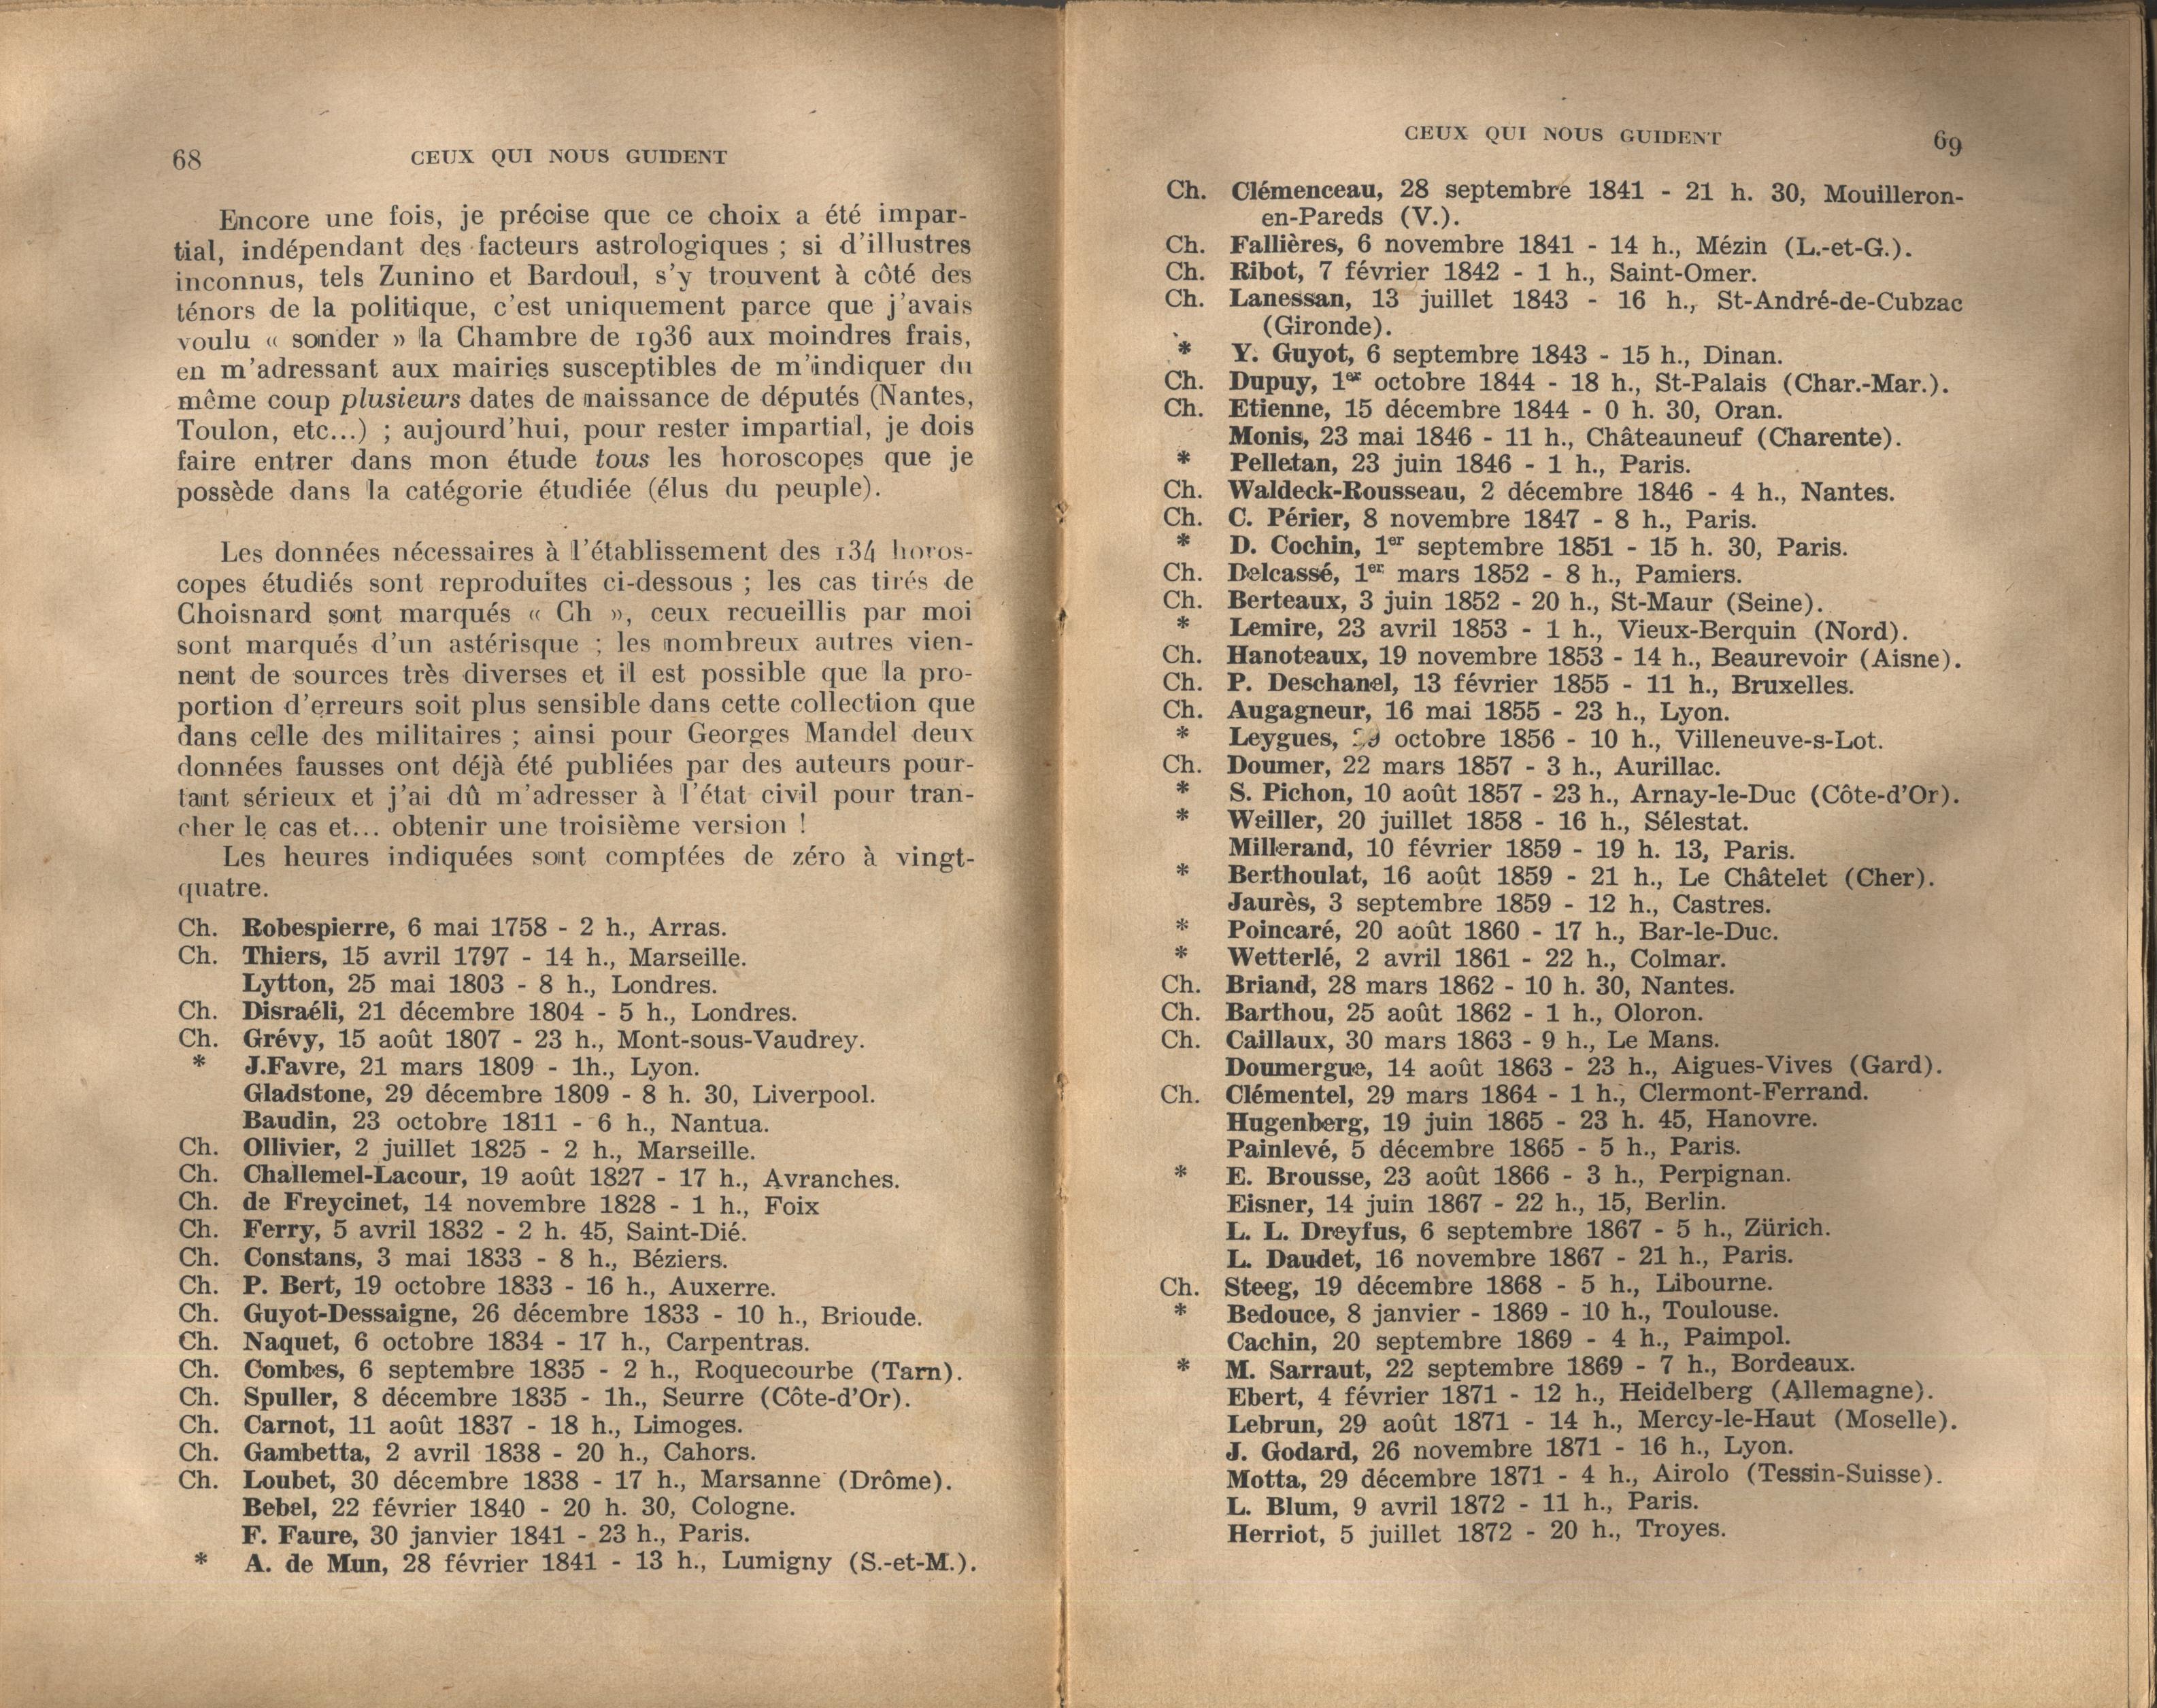 68 CEUX QUI NOUS GUIDENT
Encore une fois, je précise que ce choix a été impar-
tial, indépendant des facteurs astrologiques ; si d'illustres
inconnus, tels Zunino et Bardoul, s'y trouvent à côté des
ténors de la politique, c'est uniquement parce que j'avais
voulu « sonder » la Chambre de 1936 aux moindres frais,
en m'adressant aux mairies susceptibles de m'indiquer du
même coup plusieurs dates de naissance de députés (Nantes,
Toulon, etc...) ; aujourd'hui, pour rester impartial, je dois
faire entrer dans mon étude tous les horoscopes que je
possède dans la catégorie étudiée (élus du peuple).
Les données nécessaires à l'établissement des 134 horos-
copes étudiés sont reproduites ci-dessous ; les cas tirés de
Choisnard sont marqués « Ch », ceux recueillis par moi
sont marqués d'un astérisque ; les nombreux autres vien-
nent de sources très diverses et il est possible que la pro-
portion d'erreurs soit plus sensible dans cette collection que
dans celle des militaires ; ainsi pour Georges Mandel deux
données fausses ont déjà été publiées par des auteurs pour-
tant sérieux et j'ai dû m'adresser à l'état civil pour tran-
cher le cas et... obtenir une troisième version !
Les heures indiquées sont comptées de zéro à vingt-
quatre.
Ch. Robespierre, 6 mai 1758 - 2 h., Arras.
Ch. Thiers, 15 avril 1797 - 14 h., Marseille.
Lytton, 25 mai 1803 - 8 h., Londres.
Ch. Disraéli, 21 décembre 1804 - 5 h., Londres.
Ch. Grévy, 15 août 1807 - 23 h., Mont-sous-Vaudrey.
* J.Favre, 21 mars 1809 - 1h., Lyon.
Gladstone, 29 décembre 1809 - 8 h. 30, Liverpool.
Baudin, 23 octobre 1811 - 6 h., Nantua.
Ch. Ollivier, 2 juillet 1825 - 2 h., Marseille.
Ch. Challemel-Lacour, 19 août 1827 - 17 h., Avranches.
Ch. de Freycinet, 14 novembre 1828 - 1 h., Foix
Ch. Ferry, 5 avril 1832 - 2 h. 45, Saint-Dié.
Ch. Constans, 3 mai 1833 - 8 h., Béziers.
Ch. P. Bert, 19 octobre 1833 - 16 h., Auxerre.
Ch. Guyot-Dessaigne, 26 décembre 1833 - 10 h., Brioude.
Ch. Naquet, 6 octobre 1834 - 17 h., Carpentras.
Ch. Combes, 6 septembre 1835 - 2 h., Roquecourbe (Tarn).
Ch. Spuller, 8 décembre 1835 - 1h., Seurre (Côte-d'Or).
Ch. Carnot, 11 août 1837 - 18 h., Limoges.
Ch. Gambetta, 2 avril 1838 - 20 h., Cahors.
Ch. Loubet, 30 décembre 1838 - 17 h., Marsanne (Drôme).
Bebel, 22 février 1840 - 20 h. 30, Cologne.
F. Faure, 30 janvier 1841 - 23 h., Paris.
* A. de Mun, 28 février 1841 - 13 h., Lumigny (S.-et-M.).
CEUX QUI NOUS GUIDENT 69
Ch. Clémenceau, 28 septembre 1841 - 21 h. 30, Mouilleron-
en-Pareds (V.).
Ch. Fallières, 6 novembre 1841 - 14 h., Mézin (L.-et-G.).
Ch. Ribot, 7 février 1842 - 1 h., Saint-Omer.
Ch. Lanessan, 13 juillet 1843 - 16 h., St-André-de-Cubzac
(Gironde).
* Y. Guyot, 6 septembre 1843 - 15 h., Dinan.
Ch. Dupuy, 1er octobre 1844 - 18 h., St-Palais (Char.-Mar.).
Ch. Etienne, 15 décembre 1844 - 0 h. 30, Oran.
Monis, 23 mai 1846 - 11 h., Châteauneuf (Charente).
* Pelletan, 23 juin 1846 - 1 h., Paris.
Ch. Waldeck-Rousseau, 2 décembre 1846 - 4 h., Nantes.
Ch. C. Périer, 8 novembre 1847 - 8 h., Paris.
* D. Cochin, 1er septembre 1851 - 15 h. 30, Paris.
Ch. Delcassé, 1er mars 1852 - 8 h., Pamiers.
Ch. Berteaux, 3 juin 1852 - 20 h., St-Maur (Seine).
* Lemire, 23 avril 1853 - 1 h., Vieux-Berquin (Nord).
Ch. Hanoteaux, 19 novembre 1853 - 14 h., Beaurevoir (Aisne).
Ch. P. Deschanel, 13 février 1855 - 11 h., Bruxelles.
Ch. Augagneur, 16 mai 1855 - 23 h., Lyon.
* Leygues, octobre 1856 - 10 h., Villeneuve-s-Lot.
Ch. Doumer, 22 mars 1857 - 3 h., Aurillac.
* S. Pichon, 10 août 1857 - 23 h., Arnay-le-Duc (Côte-d'Or).
* Weiller, 20 juillet 1858 - 16 h., Sélestat.
Millerand, 10 février 1859 - 19 h. 13, Paris.
* Berthoulat, 16 août 1859 - 21 h., Le Châtelet (Cher).
Jaurès, 3 septembre 1859 - 12 h., Castres.
* Poincaré, 20 août 1860 - 17 h., Bar-le-Duc.
* Wetterlé, 2 avril 1861 - 22 h., Colmar.
Ch. Briand, 28 mars 1862 - 10 h. 30, Nantes.
Ch. Barthou, 25 août 1862 - 1 h., Oloron.
Ch. Caillaux, 30 mars 1863 - 9 h., Le Mans.
Doumergue, 14 août 1863 - 23 h., Aigues-Vives (Gard).
Ch. Clémentel, 29 mars 1864 - 1 h., Clermont-Ferrand.
Hugenberg, 19 juin 1865 - 23 h. 45, Hanovre.
Painlevé, 5 décembre 1865 - 5 h., Paris.
* E. Brousse, 23 août 1866 - 3 h., Perpignan.
Eisner, 14 juin 1867 - 22 h., 15, Berlin.
L. L. Dreyfus, 6 septembre 1867 - 5 h., Zürich.
L. Daudet, 16 novembre 1867 - 21 h., Paris.
Ch. Steeg, 19 décembre 1868 - 5 h., Libourne.
* Bedouce, 8 janvier - 1869 - 10 h., Toulouse.
Cachin, 20 septembre 1869 - 4 h., Paimpol.
* M. Sarraut, 22 septembre 1869 - 7 h., Bordeaux.
Ebert, 4 février 1871 - 12 h., Heidelberg (Allemagne).
Lebrun, 29 août 1871 - 14 h., Mercy-le-Haut (Moselle).
J. Godard, 26 novembre 1871 - 16 h., Lyon.
Motta, 29 décembre 1871 - 4 h., Airolo (Tessin-Suisse).
L. Blum, 9 avril 1872 - 11 h., Paris.
Herriot, 5 juillet 1872 - 20 h., Troyes.